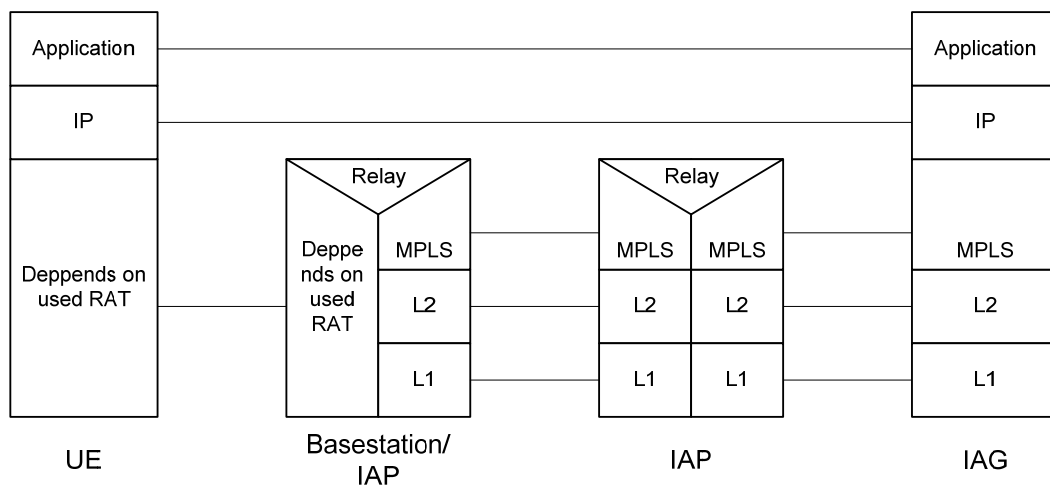 Application
Application
IP
IP
Relay
Relay
Deppends on
used RAT
Deppe
nds on
used
RAT
MPLS
MPLS
MPLS
MPLS
L2
L2
L2
L2
L1
L1
L1
L1
UE
Basestation/
IAP
IAP
IAG